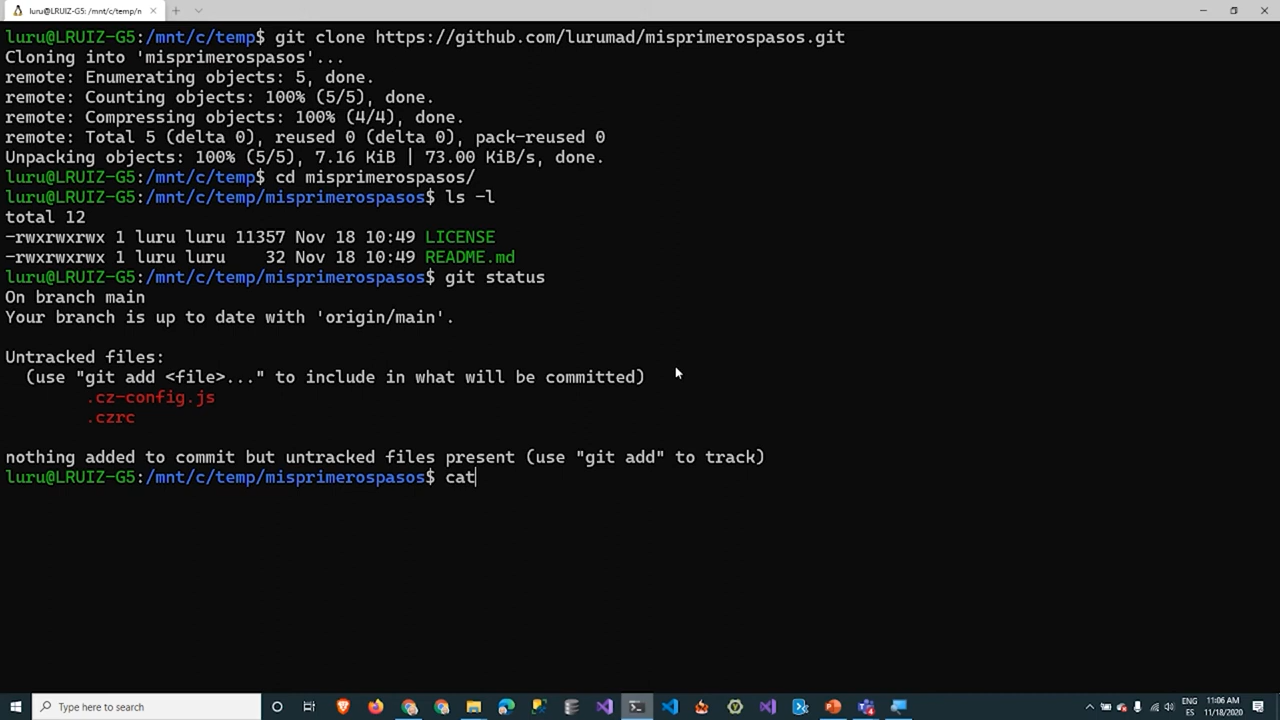 luru@LRUIZ-G5: /mnt/c/temp/n
luru@LRUIZ-G5:/mnt/c/temp$ git clone https://github.com/lurumad/misprimerospasos.git
Cloning into 'misprimerospasos'...
remote: Enumerating objects: 5, done.
remote: Counting objects: 100% (5/5), done.
remote: Compressing objects: 100% (4/4), done.
remote: Total 5 (delta 0), reused 0 (delta 0), pack-reused 0
Unpacking objects: 100% (5/5), 7.16 KiB | 73.00 KiB/s, done.
luru@LRUIZ-G5:/mnt/c/temp$ cd misprimerospasos/
luru@LRUIZ-G5:/mnt/c/temp/misprimerospasos$ ls -l
total 12
-rwxrwxrwx 1 luru luru 11357 Nov 18 10:49 LICENSE
-rwxrwxrwx 1 luru luru    32 Nov 18 10:49 README.md
luru@LRUIZ-G5:/mnt/c/temp/misprimerospasos$ git status
On branch main
Your branch is up to date with 'origin/main'.
Untracked files:
  (use "git add <file>..." to include in what will be committed)
        .cz-config.js
        .czrc
nothing added to commit but untracked files present (use "git add" to track)
luru@LRUIZ-G5:/mnt/c/temp/misprimerospasos$ cat
Type here to search
ENG 11:06 AM
ES 11/18/2020